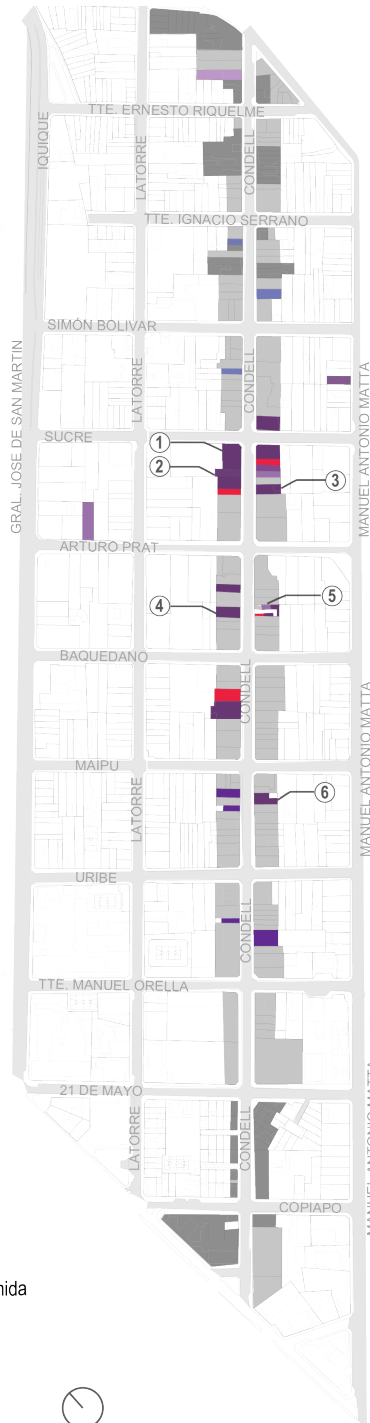 TTE. ERNESTO RIQUELME
IQUIQUE
LATORRE
CONDELL
TTE. IGNACIO SERRANO
SIMÓN BOLIVAR
GRAL. JOSE DE SAN MARTIN
LATORRE
CONDELL
MANUEL ANTONIO MATTA
SUCRE
1
2
3
ARTURO PRAT
4
5
BAQUEDANO
CONDELL
MANUEL ANTONIO MATTA
MAIPU
LATORRE
6
URIBE
CONDELL
TTE. MANUEL ORELLA
21 DE MAYO
LATORRE
CONDELL
MANUEL ANTONIO MATTA
COPIAPO